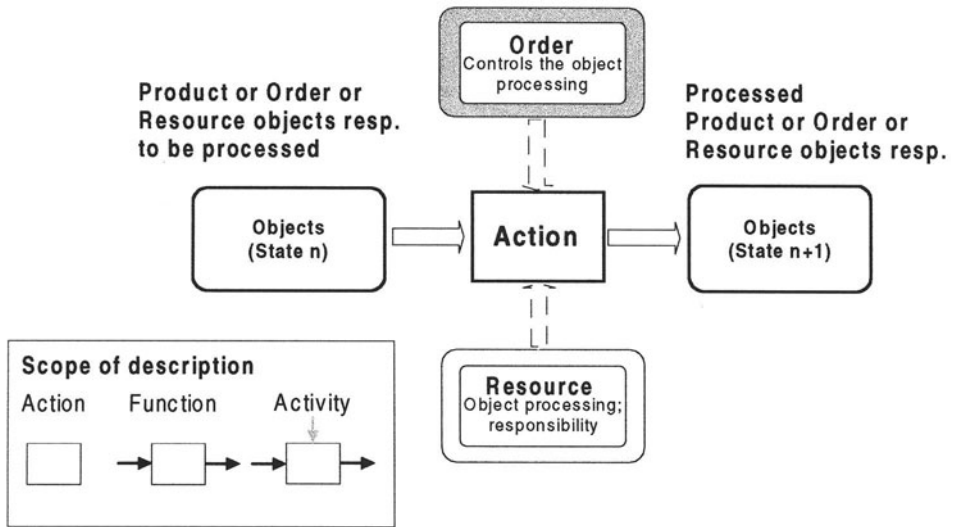 Order
Controls the object
processing
Product or Order or
Resource objects resp.
to be processed
Processed
Product or Order or
Resource objects resp.
Objects
(State n)
Action
Objects
(State n+1)
Resource
Object processing;
responsibility
Scope of description
Action Function Activity